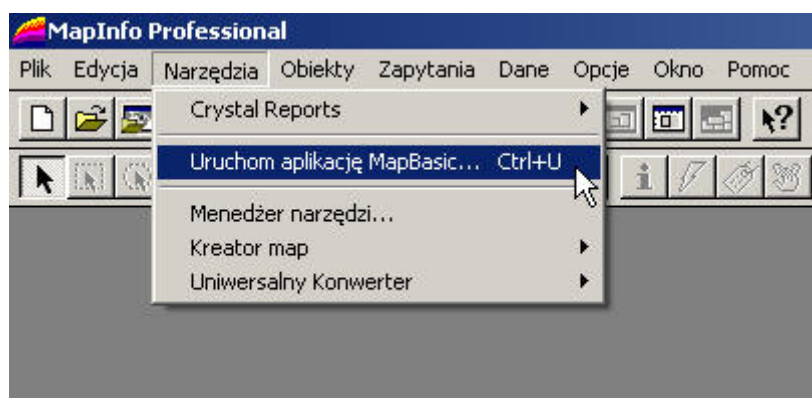 MapInfo Professional
Plik Edycja Narzędzia Obiekty Zapytania Dane Opcje Okno Pomoc
Crystal Reports
Uruchom aplikację MapBasic... Ctrl+U
Menedżer narzędzi...
Kreator map
Uniwersalny Konwerter